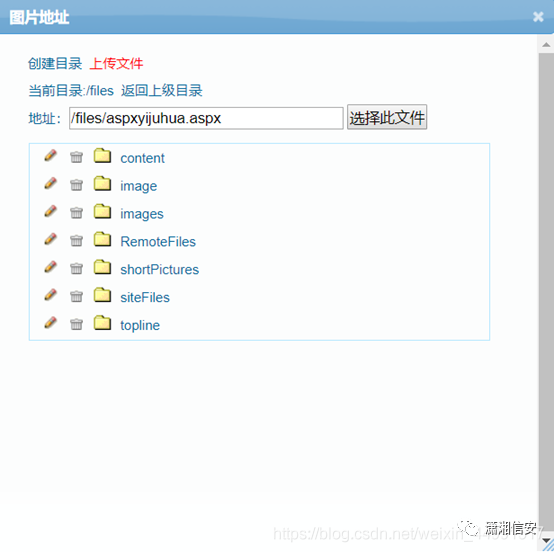 图片地址
创建目录 上传文件
当前目录:/files 返回上级目录
地址: /files/aspxyijuhua.aspx 选择此文件
content
image
images
RemoteFiles
shortPictures
siteFiles
topline
潇湘信安
https://blog.csdn.net/weixin_